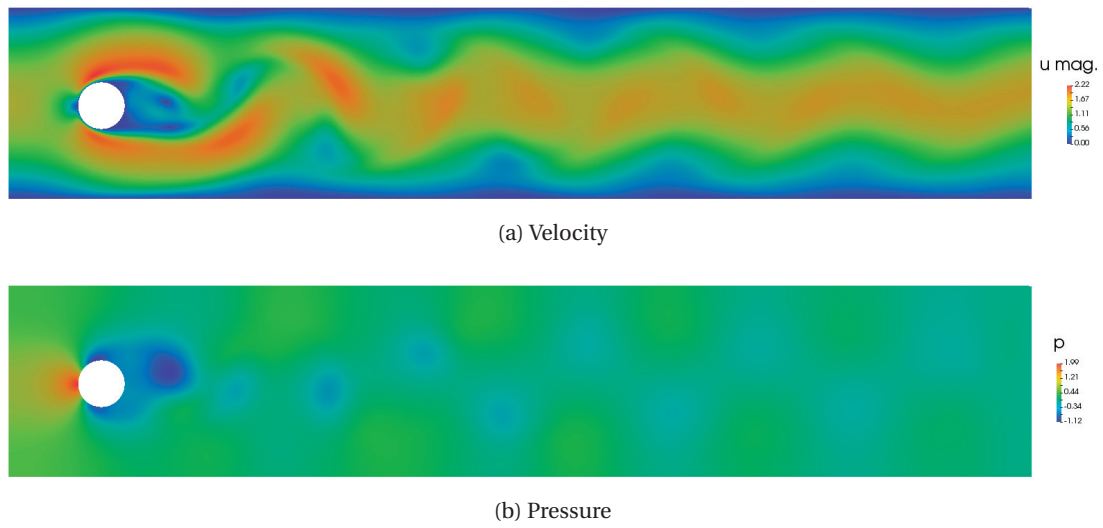 u mag.
2.22
1.67
1.11
0.56
0.00
(a) Velocity
p
1.99
1.21
0.44
-0.34
-1.12
(b) Pressure